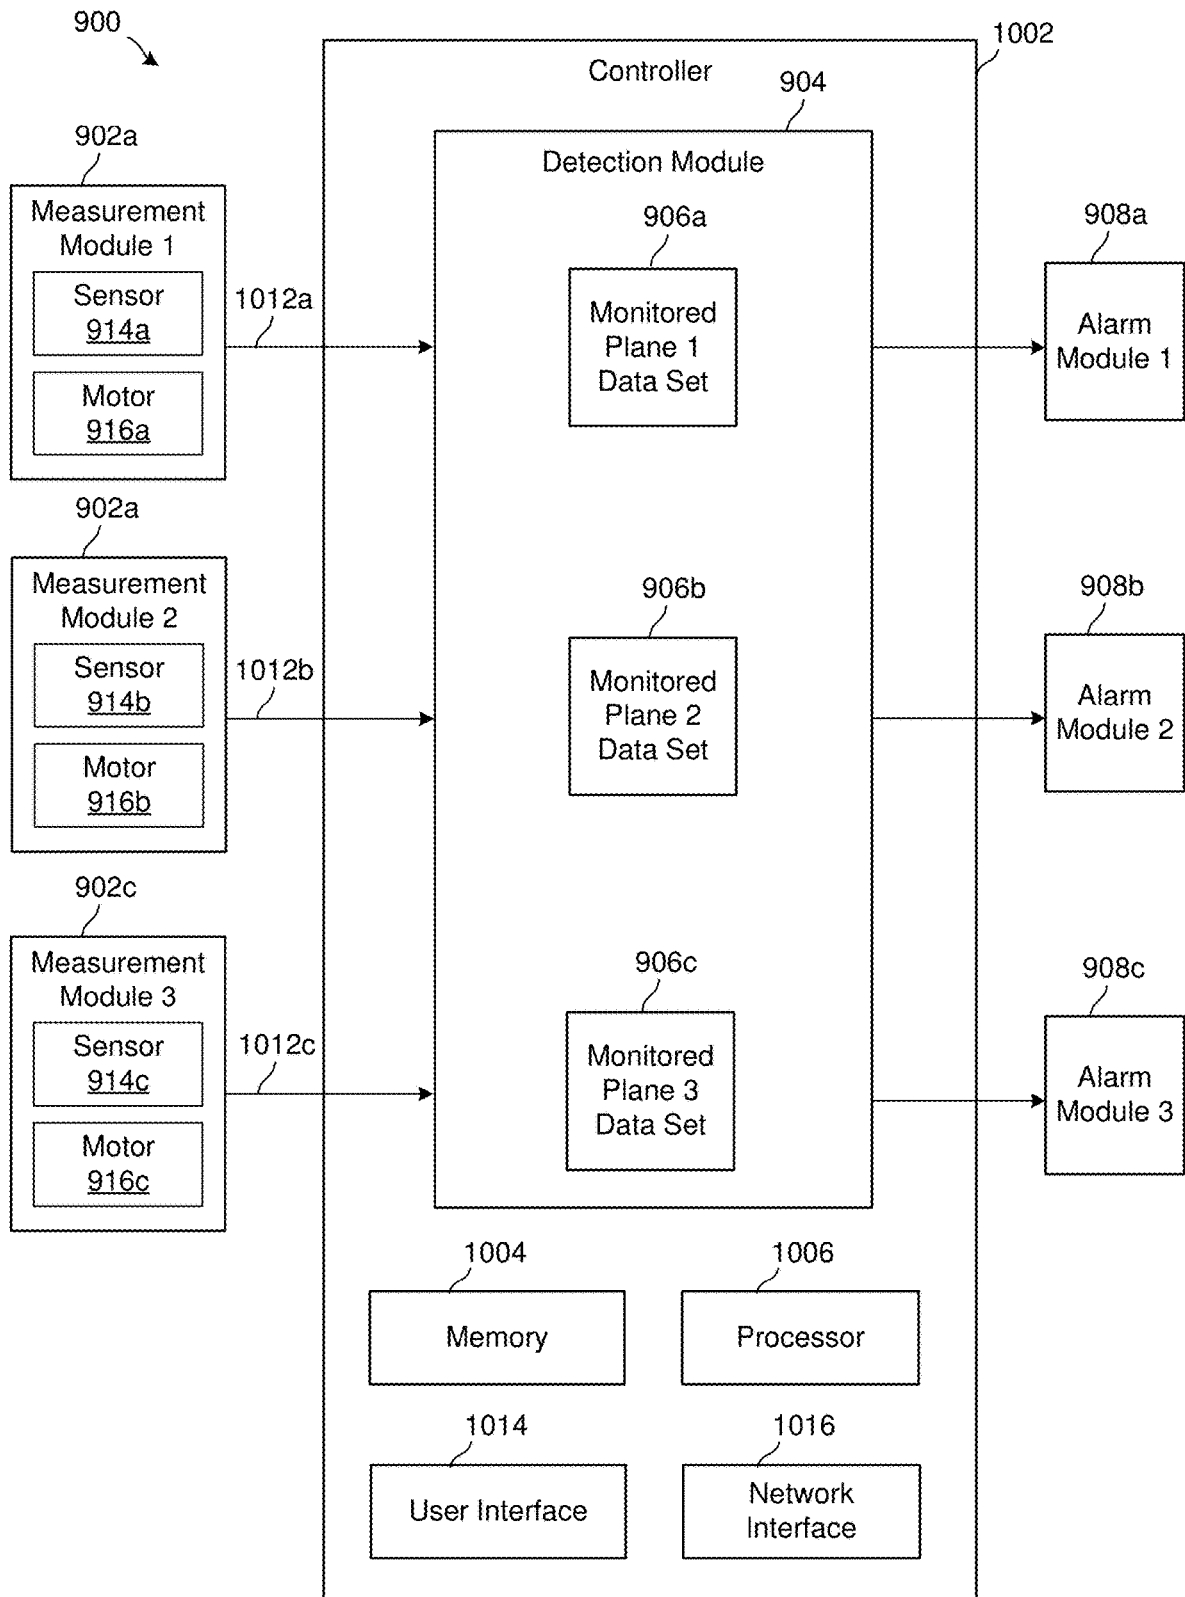 900
1002
Controller
904
Detection Module
902a
Measurement
Module 1
Sensor
914a
Motor
916a
1012a
906a
Monitored
Plane 1
Data Set
908a
Alarm
Module 1
902a
Measurement
Module 2
Sensor
914b
Motor
916b
1012b
906b
Monitored
Plane 2
Data Set
908b
Alarm
Module 2
902c
Measurement
Module 3
Sensor
914c
Motor
916c
1012c
906c
Monitored
Plane 3
Data Set
908c
Alarm
Module 3
1004
Memory
1006
Processor
1014
User Interface
1016
Network
Interface